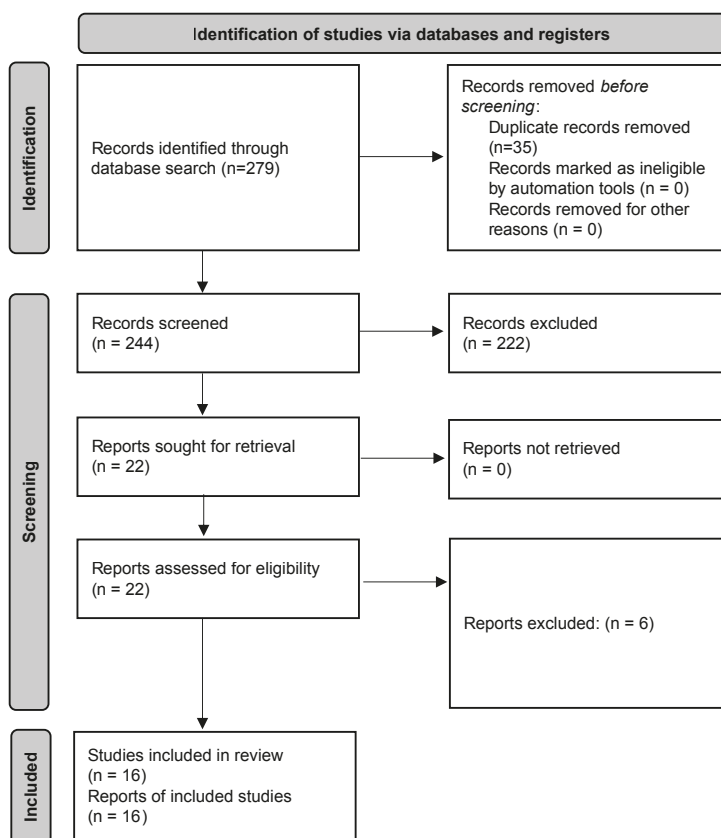 Identification of studies via databases and registers
Identification
Records identified through
database search (n=279)
Records removed before
screening:
Duplicate records removed
(n=35)
Records marked as ineligible
by automation tools (n = 0)
Records removed for other
reasons (n = 0)
Screening
Records screened
(n = 244)
Records excluded
(n = 222)
Reports sought for retrieval
(n = 22)
Reports not retrieved
(n = 0)
Reports assessed for eligibility
(n = 22)
Reports excluded: (n = 6)
Included
Studies included in review
(n = 16)
Reports of included studies
(n = 16)